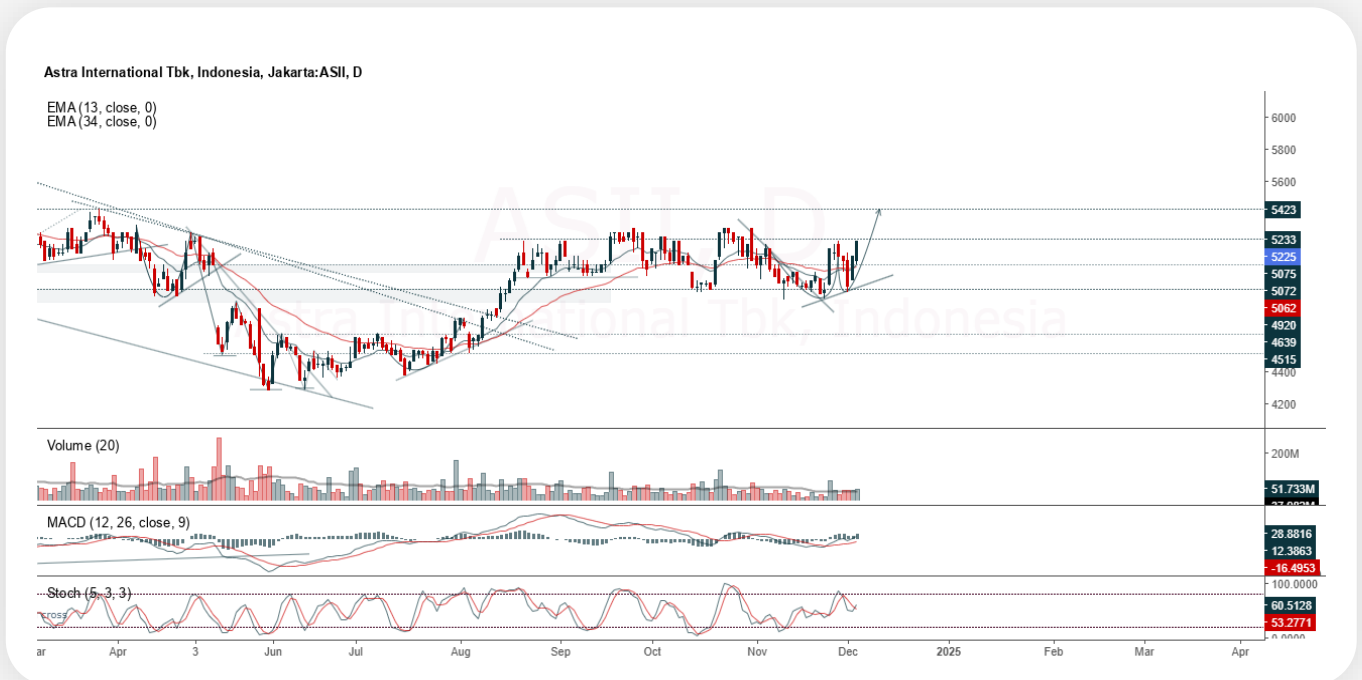 Astra International Tbk, Indonesia, Jakarta:ASII, D
EMA (13, close, 0)
EMA (34, close, 0)
ASII, D
Astra International Tbk, Indonesia
6000
5800
5600
5423
5233
5225
5075
5072
5062
4920
4639
4515
4400
4200
Volume (20)
200M
51.733M
MACD (12, 26, close, 9)
28.8816
12.3863
-16.4953
Stoch (5, 3, 3)
cross
100.0000
60.5128
53.2771
0.0000
ar Apr 3 Jun Jul Aug Sep Oct Nov Dec 2025 Feb Mar Apr